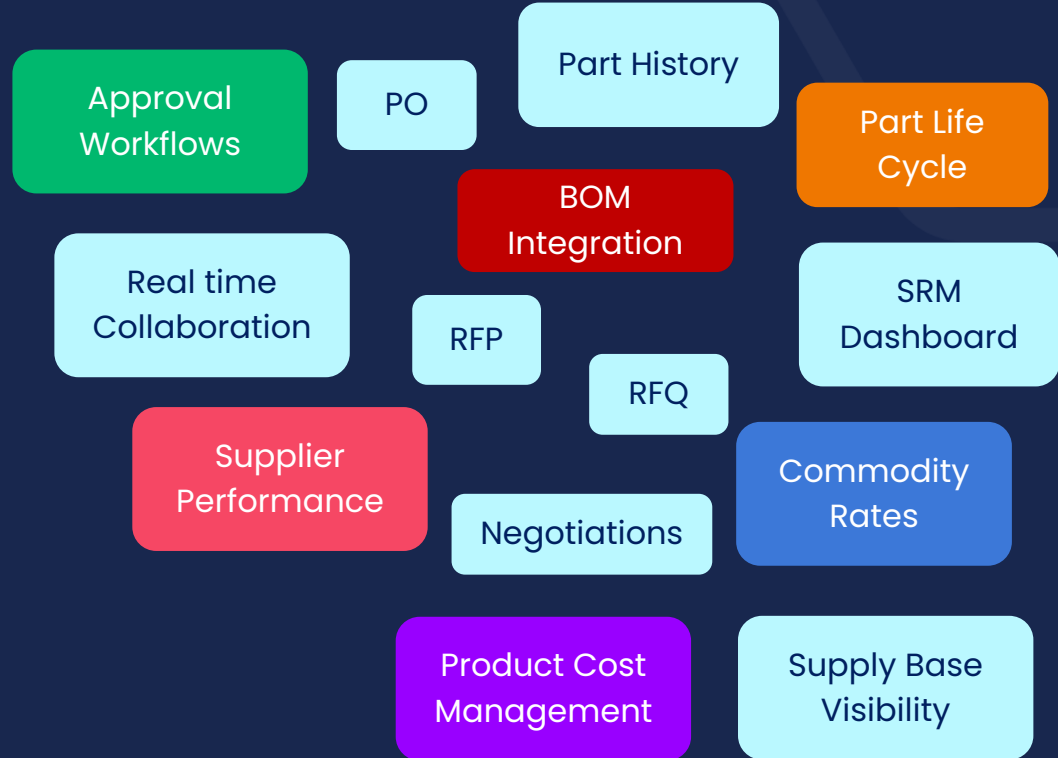 Part History
Approval
Workflows
PO
Part Life
Cycle
BOM
Integration
Real time
Collaboration
SRM
Dashboard
RFP
RFQ
Supplier
Performance
Commodity
Rates
Negotiations
Product Cost
Management
Supply Base
Visibility